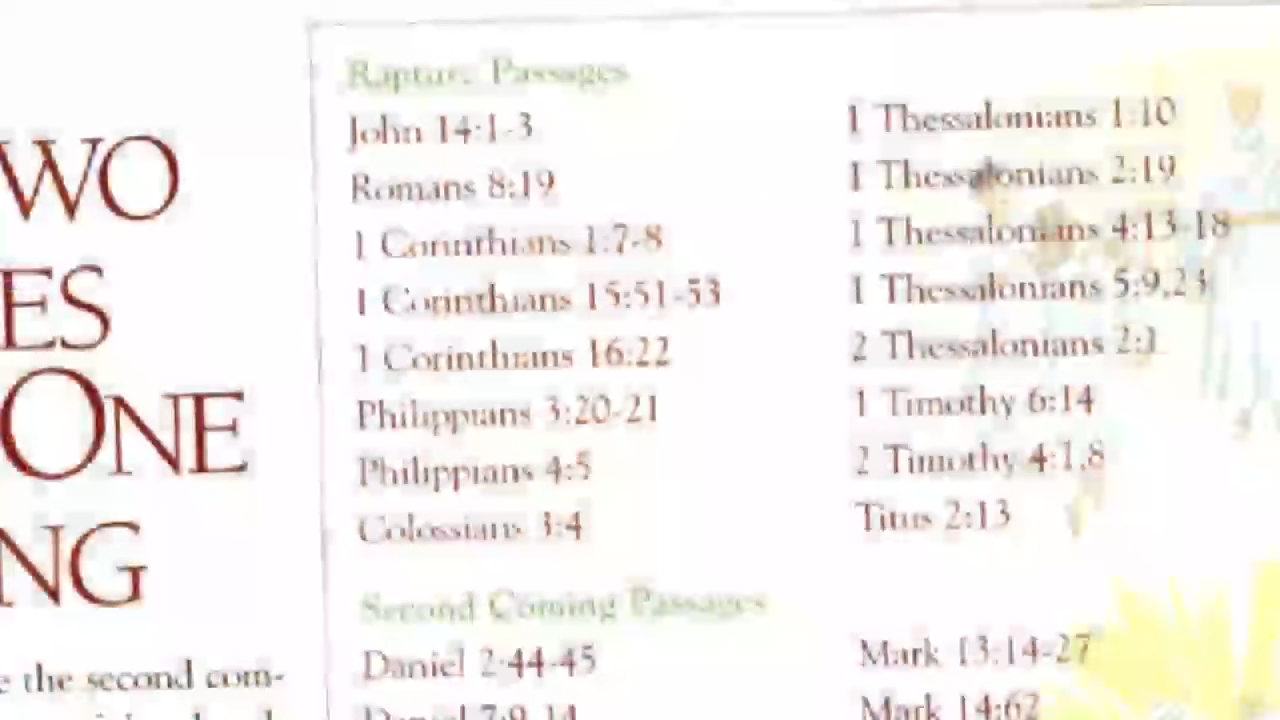 WO
ES
ONE
NG
e the second com-
Rapture Passages
John 14:1-3
Romans 8:19
1 Corinthians 1:7-8
1 Corinthians 15:51-53
1 Corinthians 16:22
Philippians 3:20-21
Philippians 4:5
Colossians 3:4
1 Thessalonians 1:10
1 Thessalonians 2:19
1 Thessalonians 4:13-18
1 Thessalonians 5:9,23
2 Thessalonians 2:1
1 Timothy 6:14
2 Timothy 4:1,8
Titus 2:13
Second Coming Passages
Daniel 2:44-45
Daniel 7:9-14
Mark 13:14-27
Mark 14:62